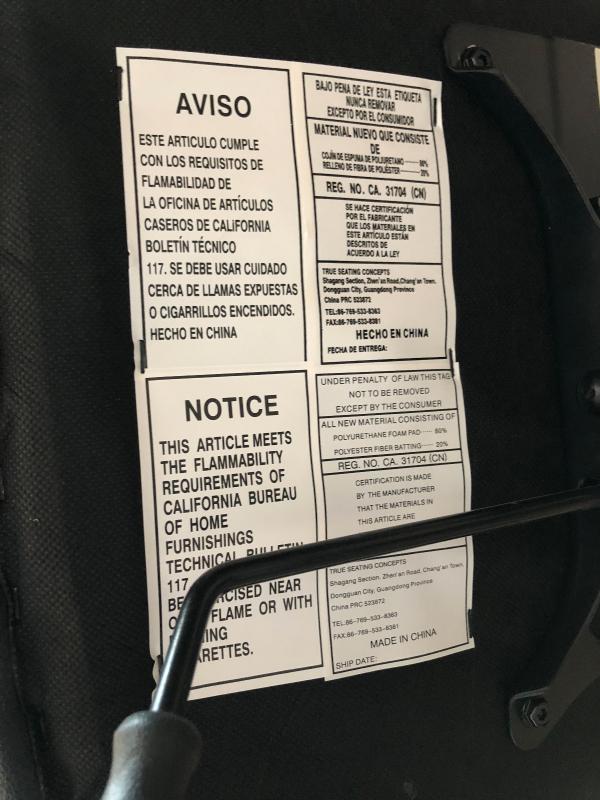 AVISO
ESTE ARTICULO CUMPLE
CON LOS REQUISITOS DE
FLAMABILIDAD DE
LA OFICINA DE ARTÍCULOS
CASEROS DE CALIFORNIA
BOLETÍN TÉCNICO
117. SE DEBE USAR CUIDADO
CERCA DE LLAMAS EXPUESTAS
O CIGARRILLOS ENCENDIDOS.
HECHO EN CHINA
BAJO PENA DE LEY ESTA ETIQUETA
NUNCA REMOVAR
EXCEPTO POR EL CONSUMIDOR
MATERIAL NUEVO QUE CONSISTE
DE
COJÍN DE ESPUMA DE POLIURETANO 80%
RELLENO DE FIBRA DE POLIÉSTER 20%
REG. NO. CA. 31704 (CN)
SE HACE CERTIFICACIÓN
POR EL FABRICANTE
QUE LOS MATERIALES EN
ESTE ARTÍCULO ESTÁN
DESCRITOS DE
ACUERDO A LA LEY
TRUE SEATING CONCEPTS
Shagang Section, Zhen'an Road, Chang'an Town,
Dongguan City, Guangdong Province
China PRC 523872
TEL:86-769-533-8363
FAX:86-769-533-8381
HECHO EN CHINA
FECHA DE ENTREGA:
NOTICE
THIS ARTICLE MEETS
THE FLAMMABILITY
REQUIREMENTS OF
CALIFORNIA BUREAU
OF HOME
FURNISHINGS
TECHNICAL BULLETIN
117
NEAR
FLAME OR WITH
UNDER PENALTY OF LAW THIS TAG
NOT TO BE REMOVED
EXCEPT BY THE CONSUMER
ALL NEW MATERIAL CONSISTING OF
POLYURETHANE FOAM PAD ----- 80%
POLYESTER FIBER BATTING ----- 20%
REG. NO. CA. 31704 (CN)
CERTIFICATION IS MADE
BY THE MANUFACTURER
THAT THE MATERIALS IN
THIS ARTICLE ARE
TRUE SEATING CONCEPTS
Shagang Section, Zhen'an Road, Chang'an Town,
Dongguan City, Guangdong Province
China PRC 523872
TEL:86-769-533-8363
FAX:86-769-533-8381
MADE IN CHINA
SHIP DATE: